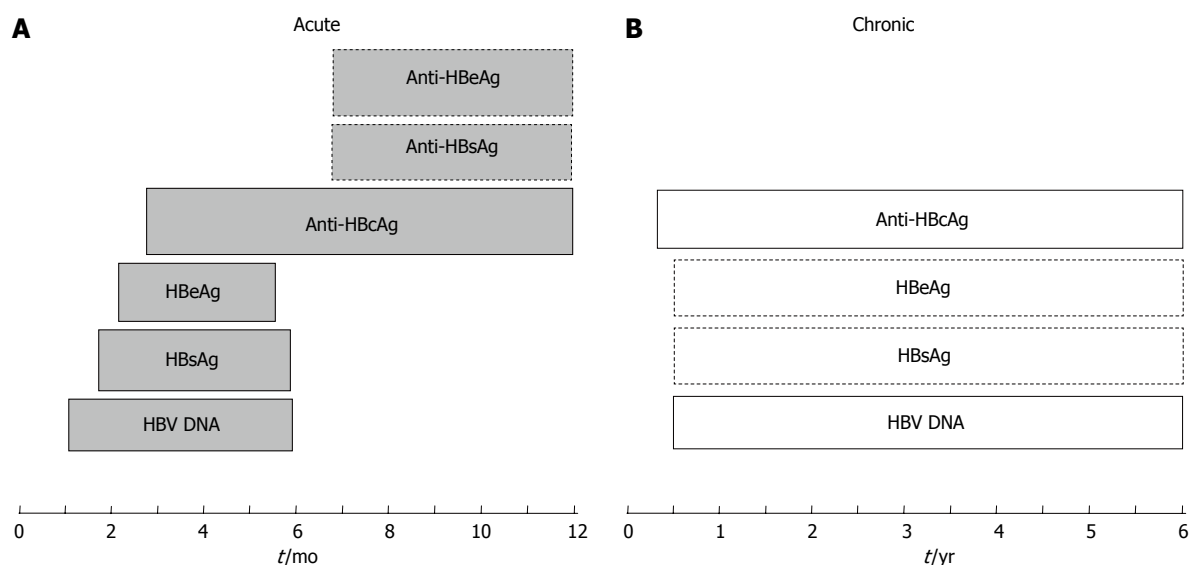 A
Acute
Anti-HBeAg
Anti-HBsAg
Anti-HBcAg
HBeAg
HBsAg
HBV DNA
0 2 4 6 8 10 12
t/mo
B
Chronic
Anti-HBcAg
HBeAg
HBsAg
HBV DNA
0 1 2 3 4 5 6
t/yr